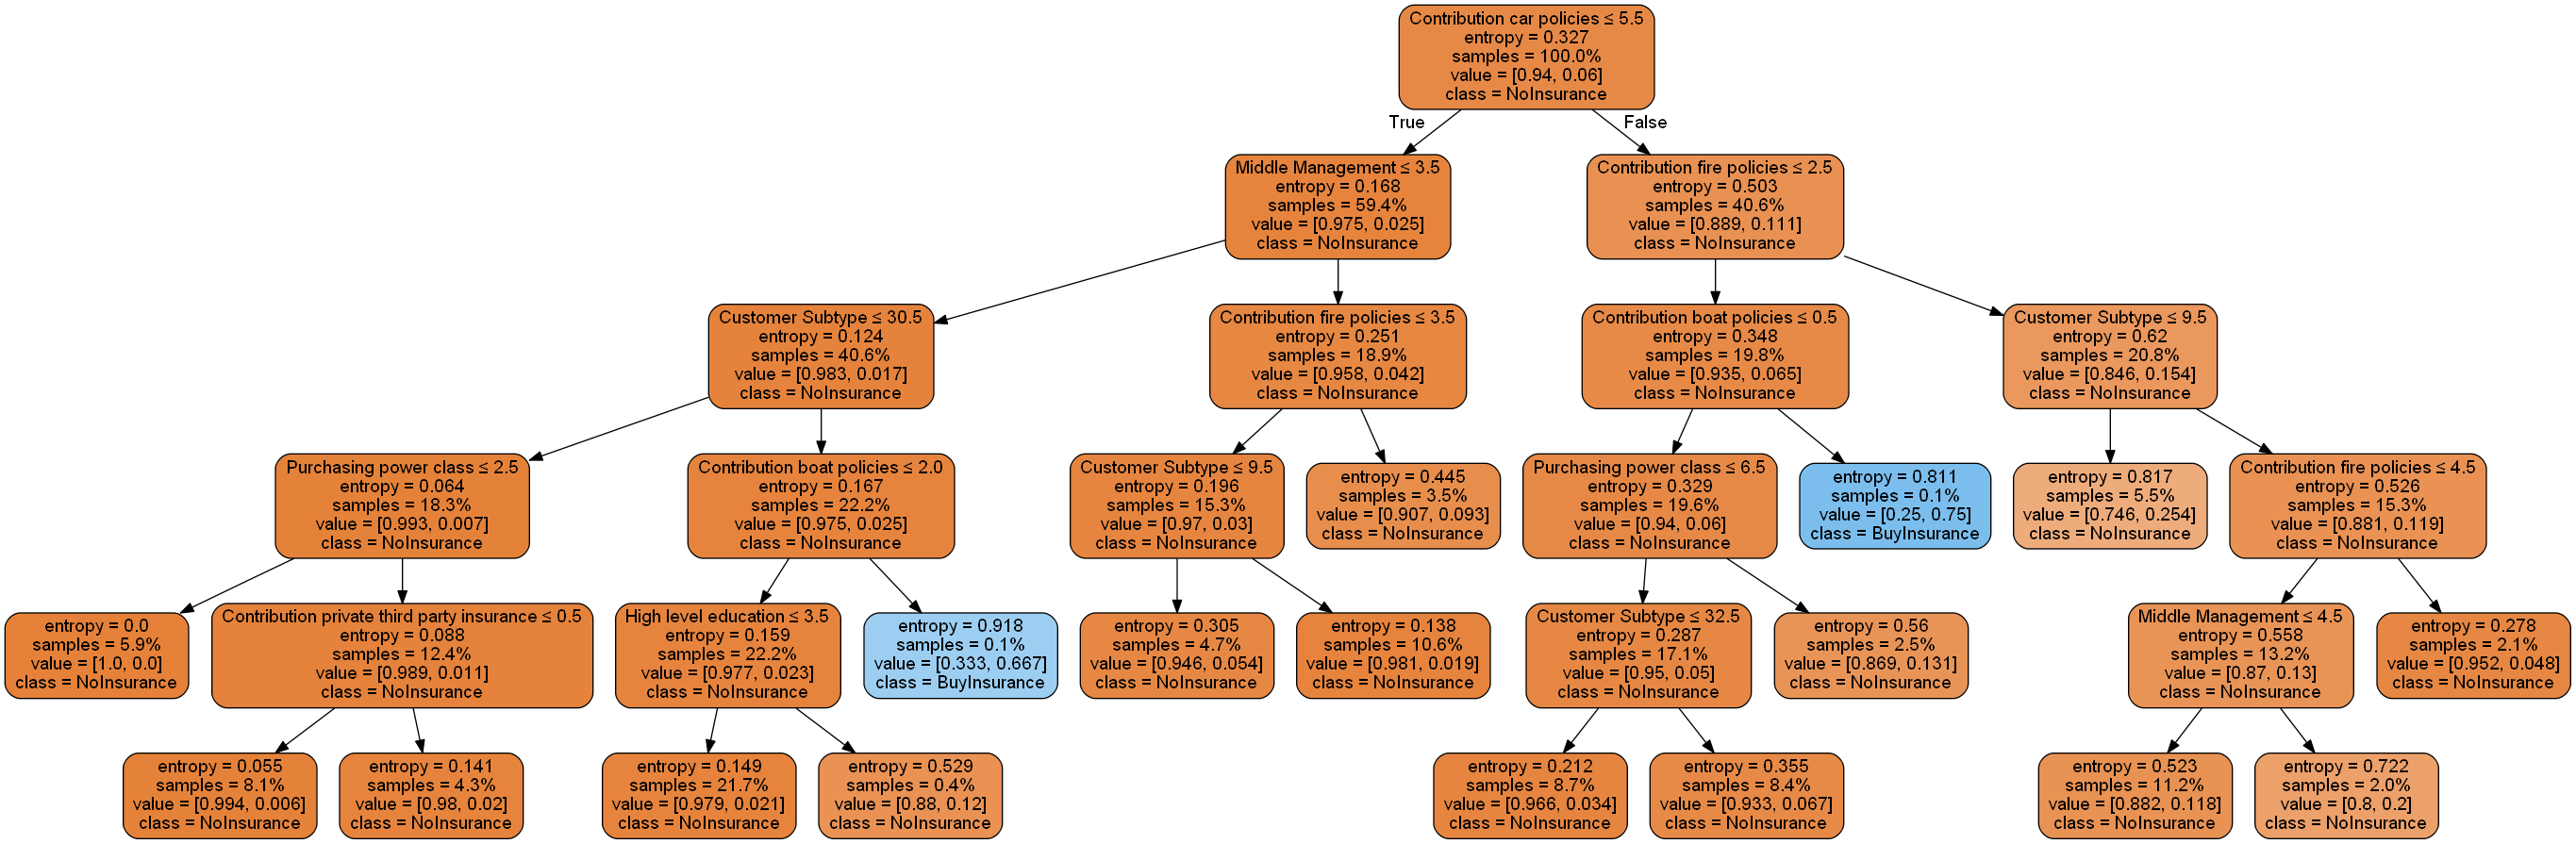 Contribution car policies ≤ 5.5
entropy = 0.327
samples = 100.0%
value = [0.94, 0.06]
class = NoInsurance
True
False
Middle Management ≤ 3.5
entropy = 0.168
samples = 59.4%
value = [0.975, 0.025]
class = NoInsurance
Contribution fire policies ≤ 2.5
entropy = 0.503
samples = 40.6%
value = [0.889, 0.111]
class = NoInsurance
Customer Subtype ≤ 30.5
entropy = 0.124
samples = 40.6%
value = [0.983, 0.017]
class = NoInsurance
Contribution fire policies ≤ 3.5
entropy = 0.251
samples = 18.9%
value = [0.958, 0.042]
class = NoInsurance
Contribution boat policies ≤ 0.5
entropy = 0.348
samples = 19.8%
value = [0.935, 0.065]
class = NoInsurance
Customer Subtype ≤ 9.5
entropy = 0.62
samples = 20.8%
value = [0.846, 0.154]
class = NoInsurance
Purchasing power class ≤ 2.5
entropy = 0.064
samples = 18.3%
value = [0.993, 0.007]
class = NoInsurance
Contribution boat policies ≤ 2.0
entropy = 0.167
samples = 22.2%
value = [0.975, 0.025]
class = NoInsurance
Customer Subtype ≤ 9.5
entropy = 0.196
samples = 15.3%
value = [0.97, 0.03]
class = NoInsurance
entropy = 0.445
samples = 3.5%
value = [0.907, 0.093]
class = NoInsurance
Purchasing power class ≤ 6.5
entropy = 0.329
samples = 19.6%
value = [0.94, 0.06]
class = NoInsurance
entropy = 0.811
samples = 0.1%
value = [0.25, 0.75]
class = BuyInsurance
entropy = 0.817
samples = 5.5%
value = [0.746, 0.254]
class = NoInsurance
Contribution fire policies ≤ 4.5
entropy = 0.526
samples = 15.3%
value = [0.881, 0.119]
class = NoInsurance
entropy = 0.0
samples = 5.9%
value = [1.0, 0.0]
class = NoInsurance
Contribution private third party insurance ≤ 0.5
entropy = 0.088
samples = 12.4%
value = [0.989, 0.011]
class = NoInsurance
High level education ≤ 3.5
entropy = 0.159
samples = 22.2%
value = [0.977, 0.023]
class = NoInsurance
entropy = 0.918
samples = 0.1%
value = [0.333, 0.667]
class = BuyInsurance
entropy = 0.305
samples = 4.7%
value = [0.946, 0.054]
class = NoInsurance
entropy = 0.138
samples = 10.6%
value = [0.981, 0.019]
class = NoInsurance
Customer Subtype ≤ 32.5
entropy = 0.287
samples = 17.1%
value = [0.95, 0.05]
class = NoInsurance
entropy = 0.56
samples = 2.5%
value = [0.869, 0.131]
class = NoInsurance
Middle Management ≤ 4.5
entropy = 0.558
samples = 13.2%
value = [0.87, 0.13]
class = NoInsurance
entropy = 0.278
samples = 2.1%
value = [0.952, 0.048]
class = NoInsurance
entropy = 0.055
samples = 8.1%
value = [0.994, 0.006]
class = NoInsurance
entropy = 0.141
samples = 4.3%
value = [0.98, 0.02]
class = NoInsurance
entropy = 0.149
samples = 21.7%
value = [0.979, 0.021]
class = NoInsurance
entropy = 0.529
samples = 0.4%
value = [0.88, 0.12]
class = NoInsurance
entropy = 0.212
samples = 8.7%
value = [0.966, 0.034]
class = NoInsurance
entropy = 0.355
samples = 8.4%
value = [0.933, 0.067]
class = NoInsurance
entropy = 0.523
samples = 11.2%
value = [0.882, 0.118]
class = NoInsurance
entropy = 0.722
samples = 2.0%
value = [0.8, 0.2]
class = NoInsurance